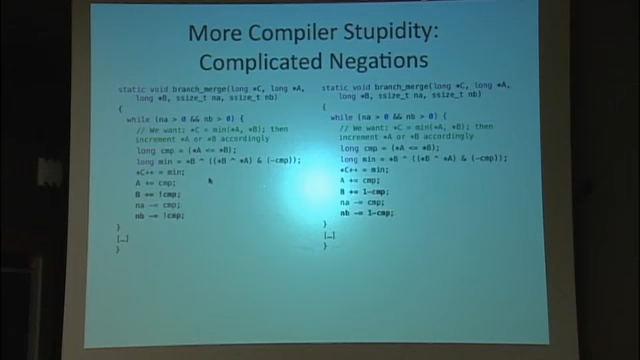 More Compiler Stupidity:
Complicated Negations
static void branch_merge(long *C, long *A,
long *B, ssize_t na, ssize_t nb)
{
while (na > 0 && nb > 0) {
// We want: *C = min(*A, *B); then
increment *A or *B accordingly
long cmp = (*A <= *B);
long min = *B ^ ((*B ^ *A) & (-cmp));
*C++ = min;
A += cmp;
B += !cmp;
na -= cmp;
nb -= !cmp;
}
[…]
}
static void branch_merge(long *C, long *A,
long *B, ssize_t na, ssize_t nb)
{
while (na > 0 && nb > 0) {
// We want: *C = min(*A, *B); then
increment *A or *B accordingly
long cmp = (*A <= *B);
long min = *B ^ ((*B ^ *A) & (-cmp));
*C++ = min;
A += cmp;
B += 1-cmp;
na -= cmp;
nb -= 1-cmp;
}
[…]
}